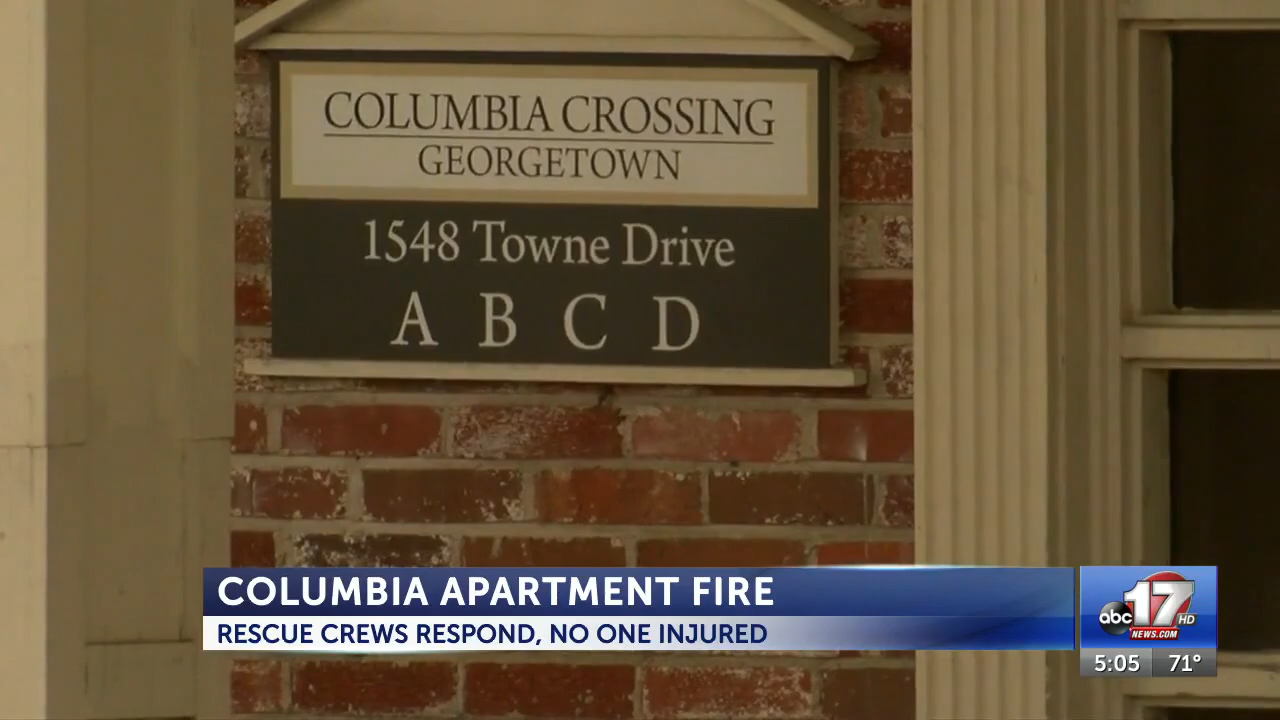 COLUMBIA CROSSING
GEORGETOWN
1548 Towne Drive
A B C D
COLUMBIA APARTMENT FIRE
RESCUE CREWS RESPOND, NO ONE INJURED
abc 17 HD
NEWS.COM
5:05 71°